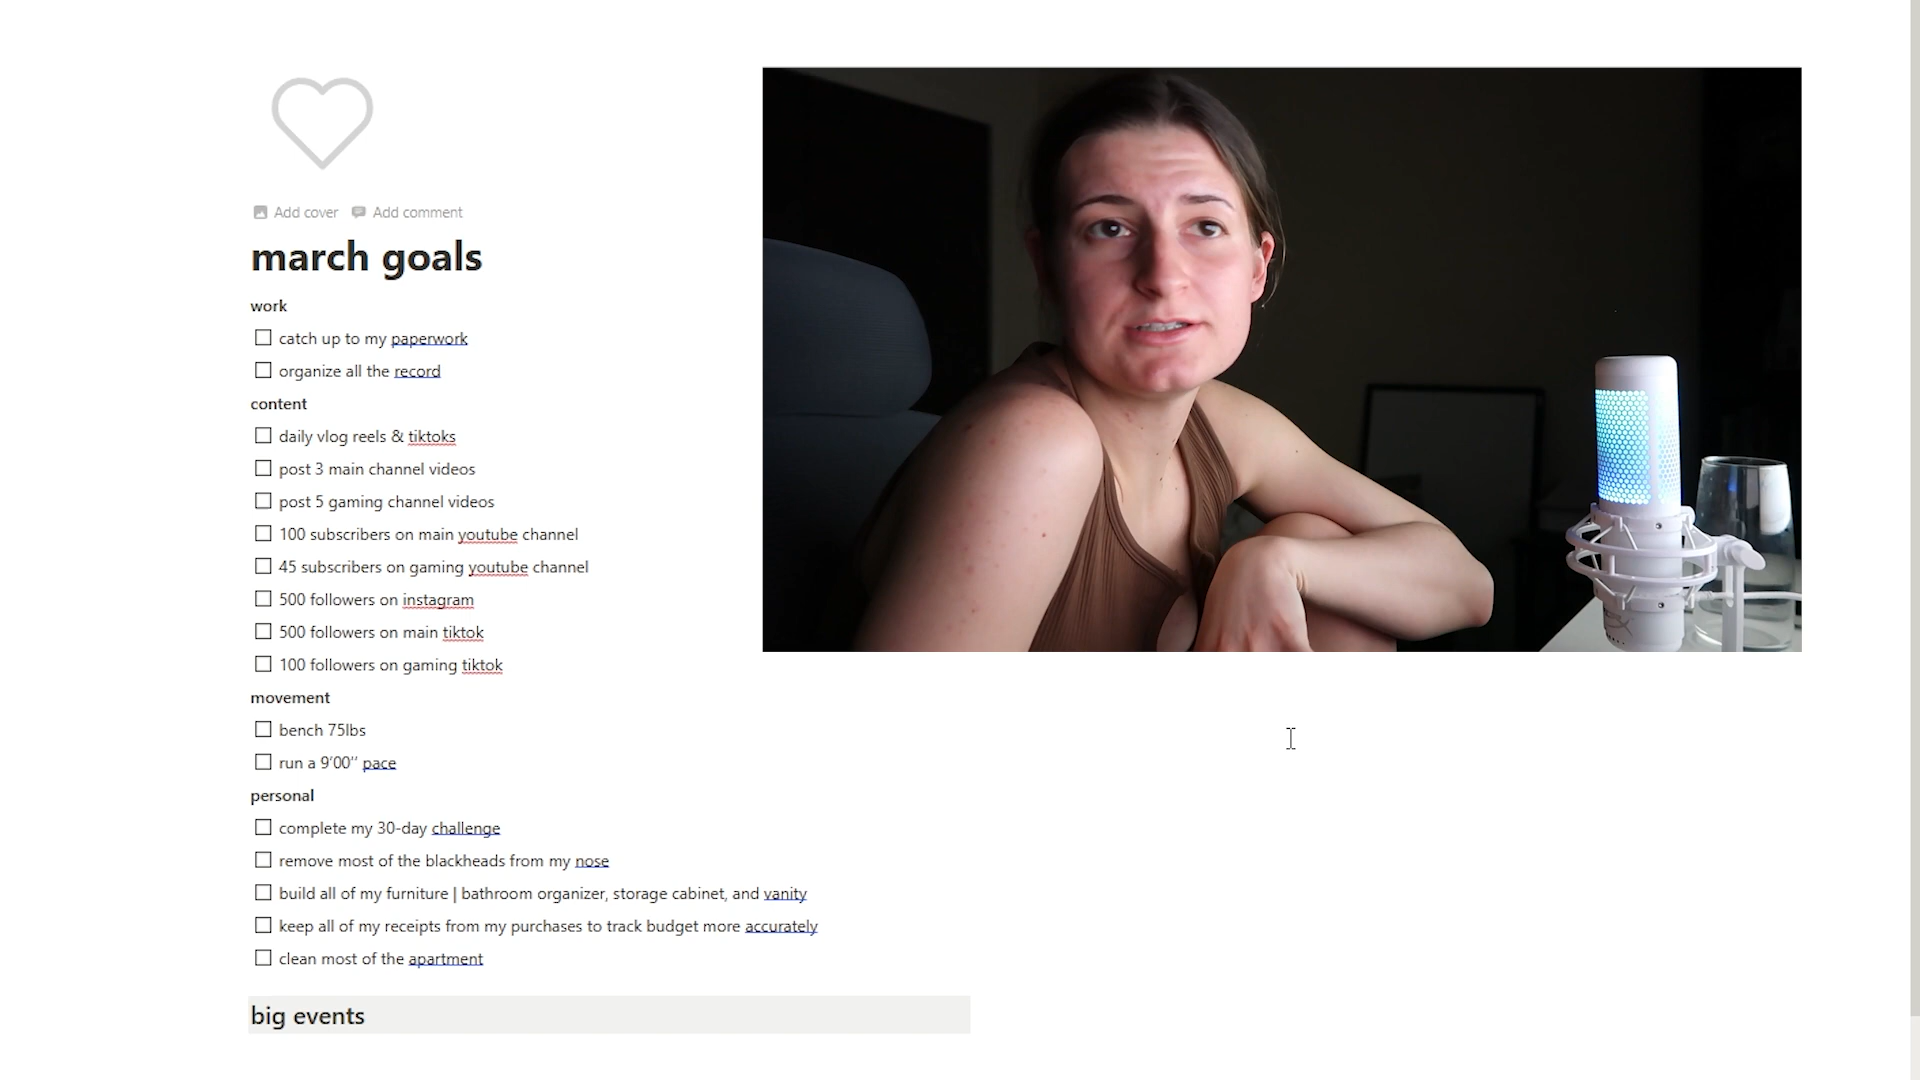 Add cover Add comment
march goals
work
catch up to my paperwork
organize all the record
content
daily vlog reels & tiktoks
post 3 main channel videos
post 5 gaming channel videos
100 subscribers on main youtube channel
45 subscribers on gaming youtube channel
500 followers on instagram
500 followers on main tiktok
100 followers on gaming tiktok
movement
bench 75lbs
run a 9'00'' pace
personal
complete my 30-day challenge
remove most of the blackheads from my nose
build all of my furniture | bathroom organizer, storage cabinet, and vanity
keep all of my receipts from my purchases to track budget more accurately
clean most of the apartment
big events